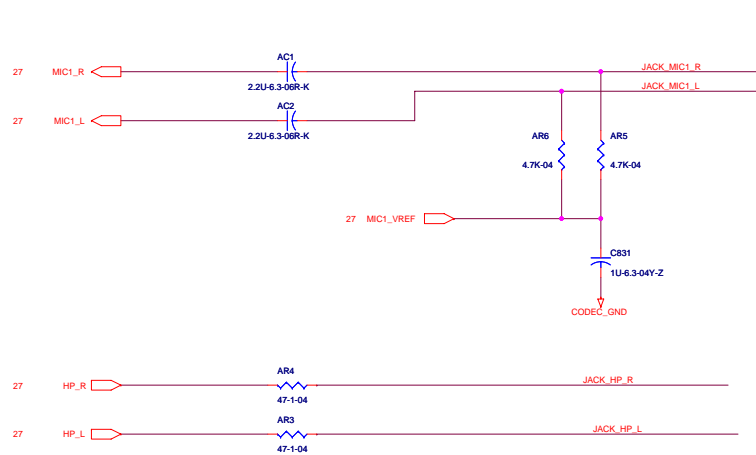 AC1
27 MIC1_R
JACK_MIC1_R
2.2U-6.3-06R-K
JACK_MIC1_L
AC2
27 MIC1_L
2.2U-6.3-06R-K
AR6
AR5
4.7K-04
4.7K-04
27 MIC1_VREF
C831
1U-6.3-04Y-Z
CODEC_GND
AR4
27 HP_R
JACK_HP_R
47-1-04
AR3
27 HP_L
JACK_HP_L
47-1-04